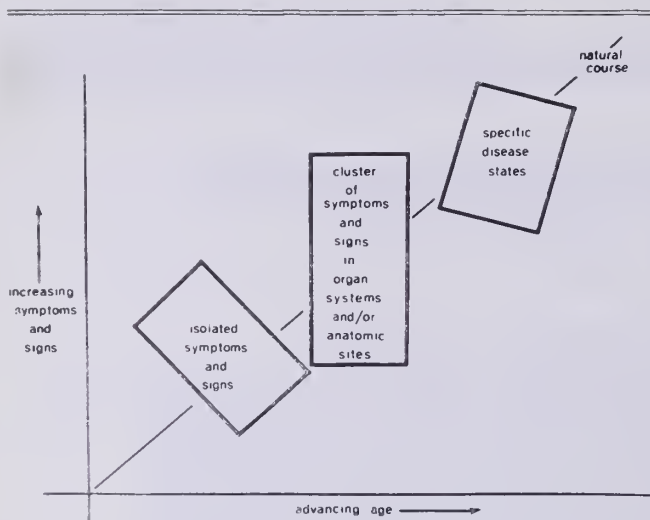 natural
course
specific
disease
states
cluster
of
symptoms
and
signs
in
organ
systems
and/or
anatomic
sites
increasing
symptoms
and
signs
isolated
symptoms
and
signs
advancing age